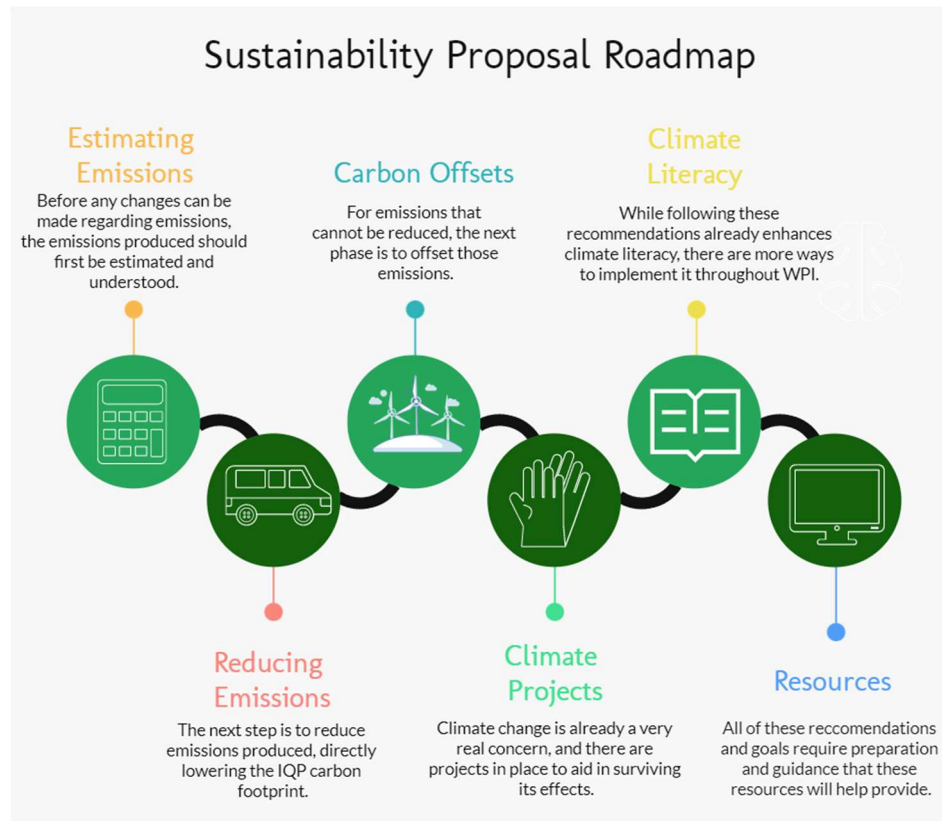 Sustainability Proposal Roadmap
Estimating
Emissions
Before any changes can be
made regarding emissions,
the emissions produced should
first be estimated and
understood.
Carbon Offsets
For emissions that
cannot be reduced, the next
phase is to offset those
emissions.
Climate
Literacy
While following these
recommendations already enhances
climate literacy, there are more ways
to implement it throughout WPI.
Reducing
Emissions
The next step is to reduce
emissions produced, directly
lowering the IQP carbon
footprint.
Climate
Projects
Climate change is already a very
real concern, and there are
projects in place to aid in surviving
its effects.
Resources
All of these reccomendations
and goals require preparation
and guidance that these
resources will help provide.